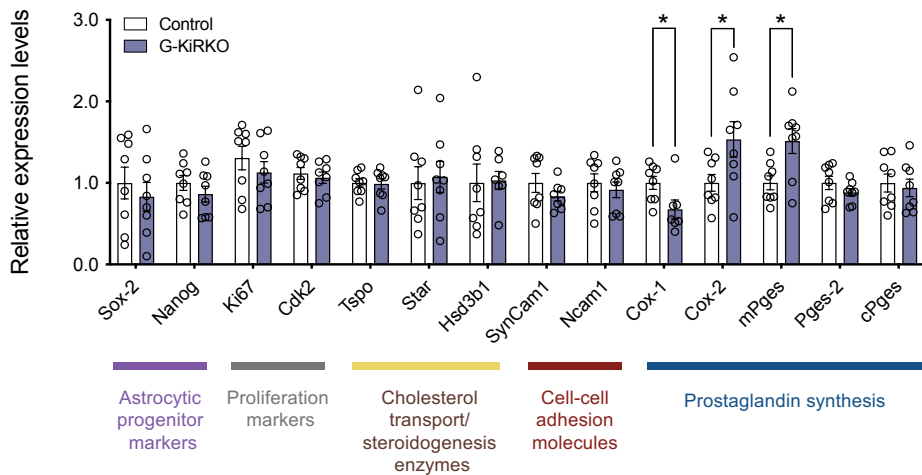 Relative expression levels
3.0
2.0
1.0
0.0
Control
G-KiRKO
*
*
*
Sox-2
Nanog
Ki67
Cdk2
Tspo
Star
Hsd3b1
SynCam1
Ncam1
Cox-1
Cox-2
mPges
Pges-2
cPges
Astrocytic
progenitor
markers
Proliferation
markers
Cholesterol
transport/
steroidogenesis
enzymes
Cell-cell
adhesion
molecules
Prostaglandin synthesis